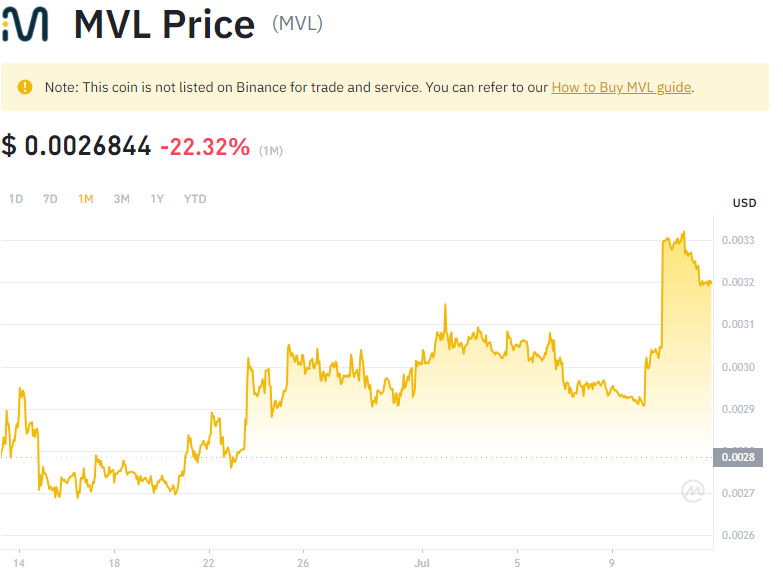 MVL Price (MVL)
Note: This coin is not listed on Binance for trade and service. You can refer to our How to Buy MVL guide.
$ 0.0026844 -22.32% (1M)
1D 7D 1M 3M 1Y YTD
USD
0.0033
0.0032
0.0031
0.0030
0.0029
0.0028
0.0027
0.0026
14 18 22 26 Jul 5 9